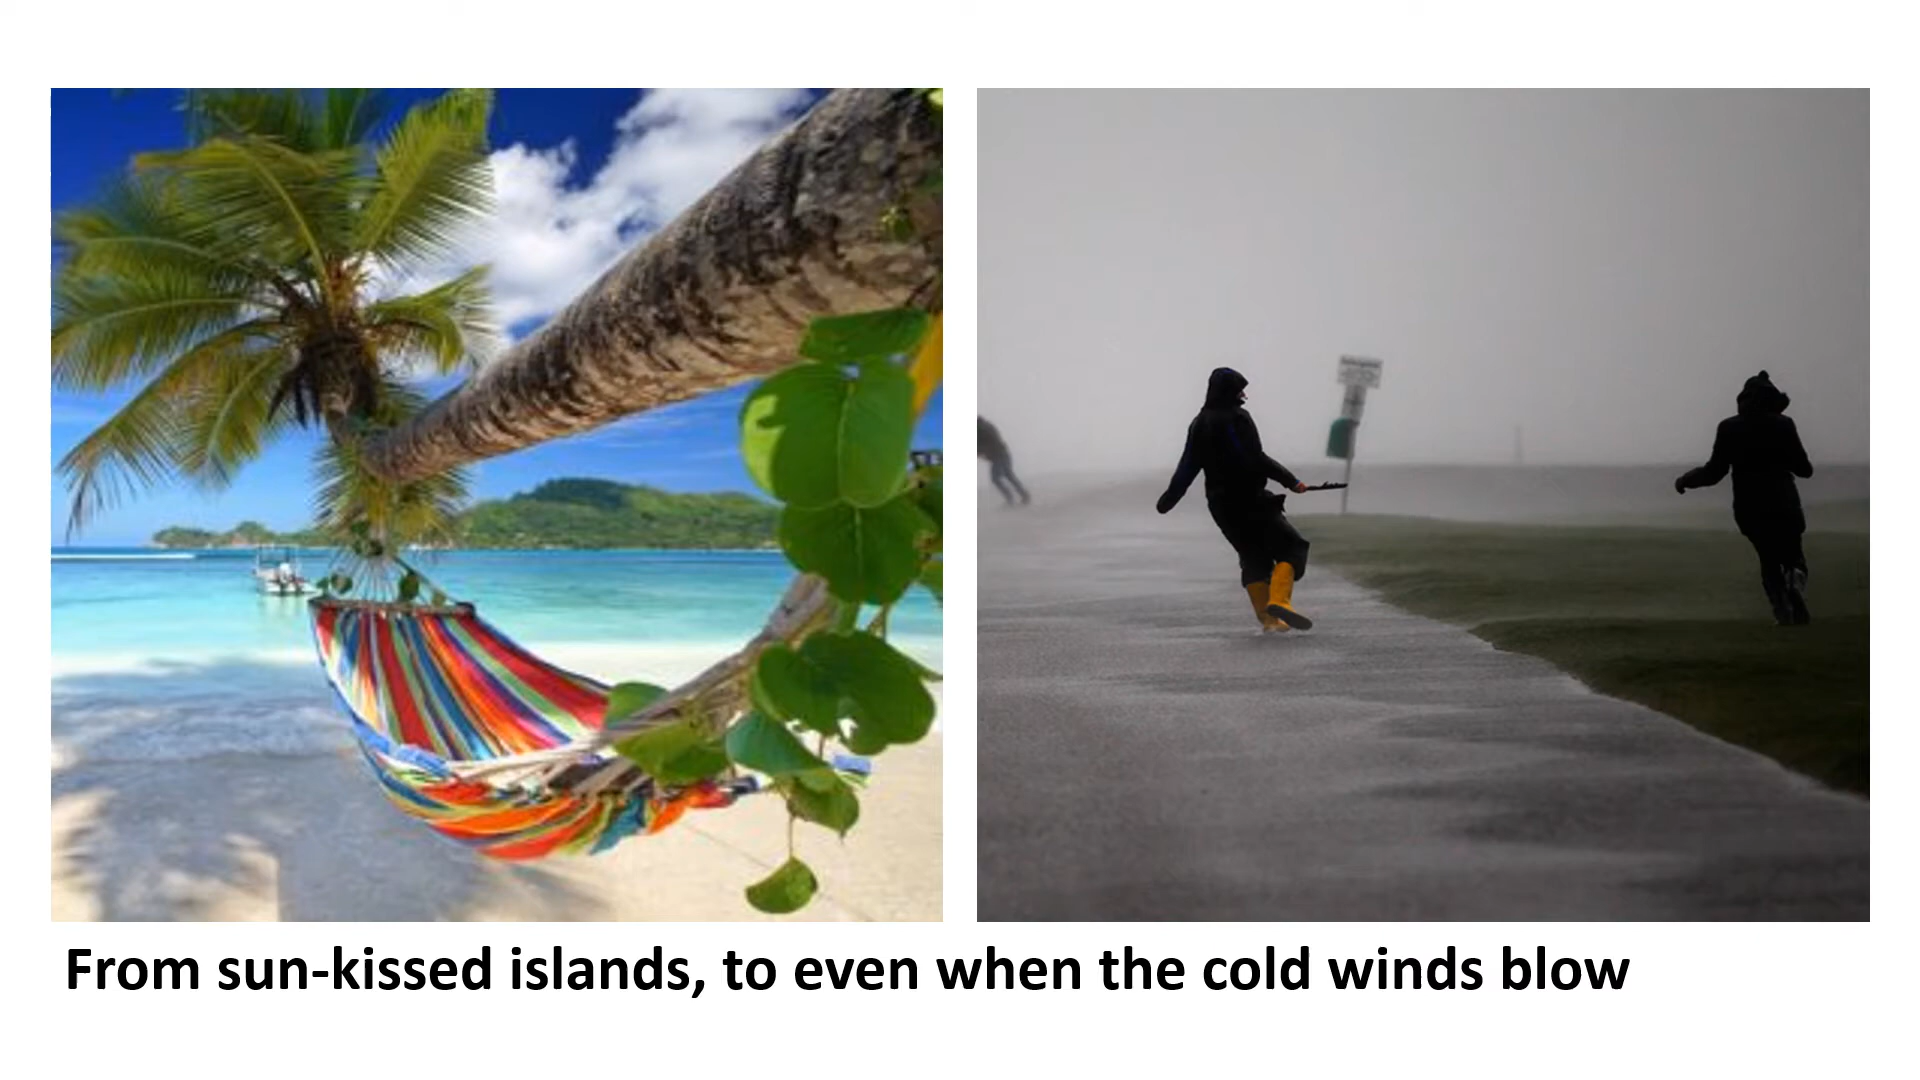 From sun-kissed islands, to even when the cold winds blow